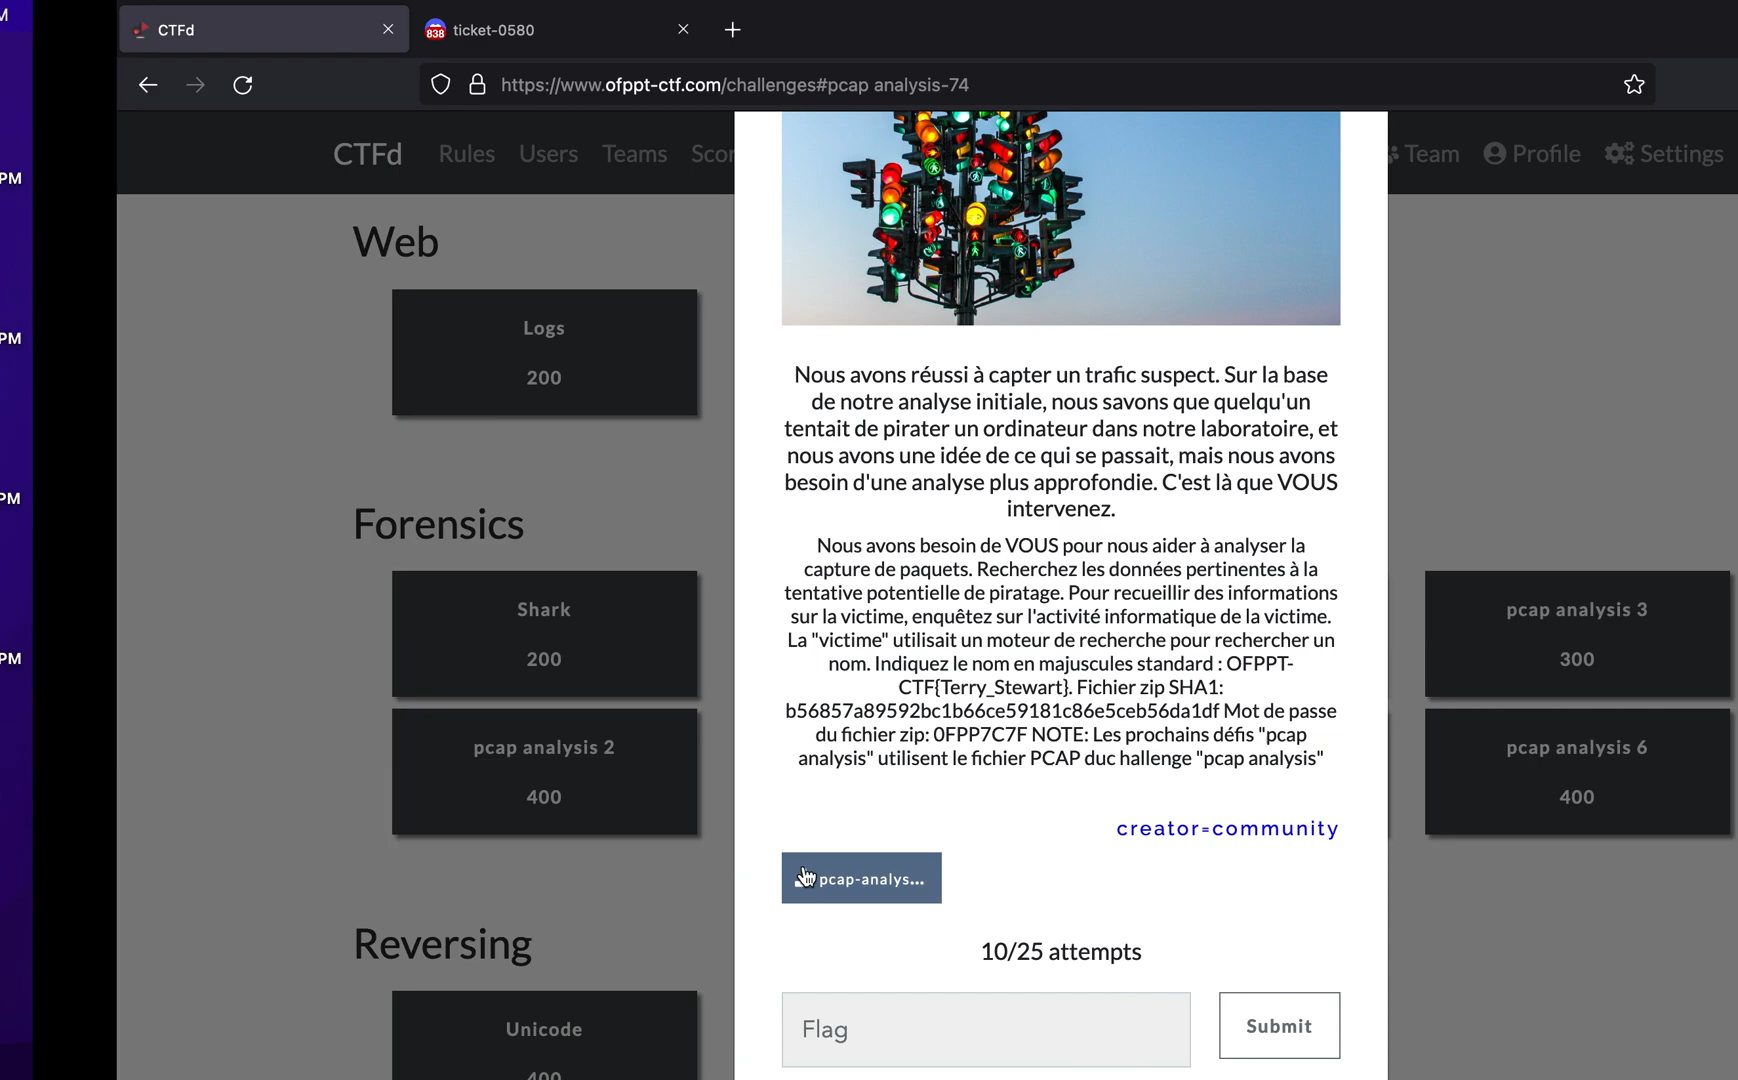 M
PM
PM
PM
PM
CTFd
838 ticket-0580
https://www.ofppt-ctf.com/challenges#pcap analysis-74
CTFd Rules Users Teams Scor
Team Profile Settings
Web
Logs
200
Forensics
Shark
200
pcap analysis 2
400
pcap analysis 3
300
pcap analysis 6
400
Reversing
Unicode
400
Nous avons réussi à capter un trafic suspect. Sur la base
de notre analyse initiale, nous savons que quelqu'un
tentait de pirater un ordinateur dans notre laboratoire, et
nous avons une idée de ce qui se passait, mais nous avons
besoin d'une analyse plus approfondie. C'est là que VOUS
intervenez.
Nous avons besoin de VOUS pour nous aider à analyser la
capture de paquets. Recherchez les données pertinentes à la
tentative potentielle de piratage. Pour recueillir des informations
sur la victime, enquêtez sur l'activité informatique de la victime.
La "victime" utilisait un moteur de recherche pour rechercher un
nom. Indiquez le nom en majuscules standard : OFPPT-
CTF{Terry_Stewart}. Fichier zip SHA1:
b56857a89592bc1b66ce59181c86e5ceb56da1df Mot de passe
du fichier zip: 0FPP7C7F NOTE: Les prochains défis "pcap
analysis" utilisent le fichier PCAP duc hallenge "pcap analysis"
creator=community
pcap-analys...
10/25 attempts
Flag
Submit